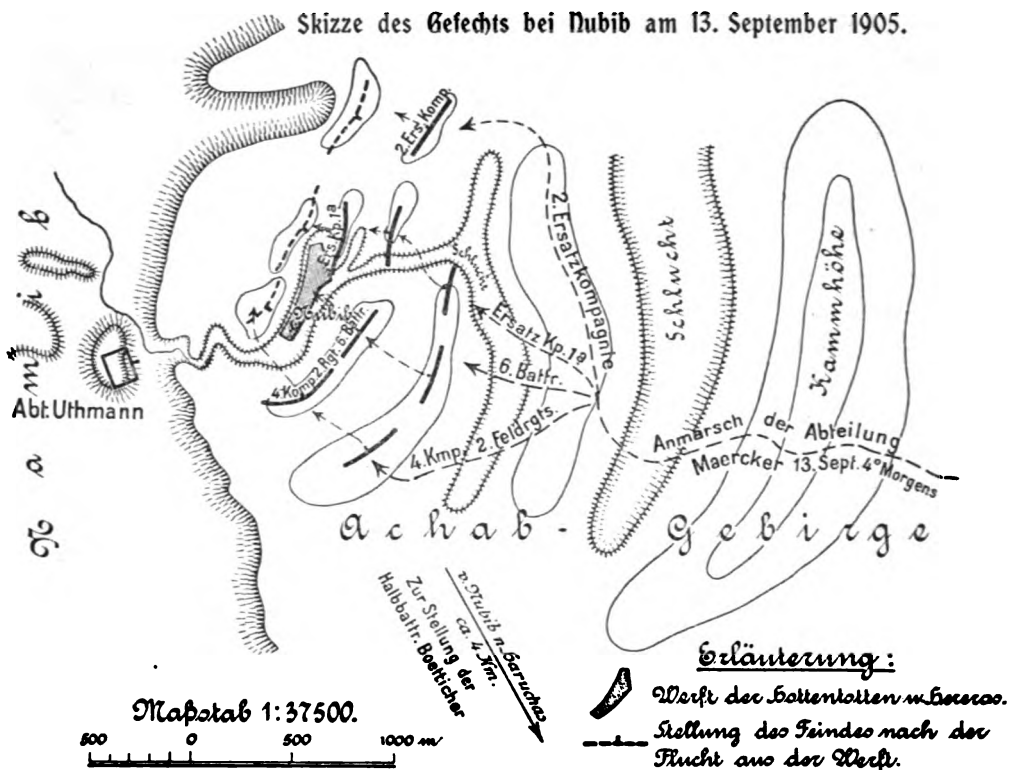 Skizze des Gefechts bei Nubib am 13. September 1905.
2. Ers. Komp.
2. Ersatzkompagnie
Ers. Kp. 1ª
Schlucht
Schlucht
Kammhöhe
Nubib
4. Komp. 2. Rgt. 6. Battr.
Ersatz Kp. 1ª
6. Battr.
4. Kmp. 2. Feldrgts.
Anmarsch der Abteilung
Maercker 13. Sept. 4° Morgens
Abt. Uthmann
Namib
Achab-Gebirge
v. Nubib n. Haruchas
ca. 4 Km.
Zur Stellung der
Halbbattr. Boetticher
Maßstab 1:37500.
500 0 500 1000 m
Erläuterung:
Werft der Hottentotten u. Hereros.
Stellung des Feindes nach der
Flucht aus der Werft.